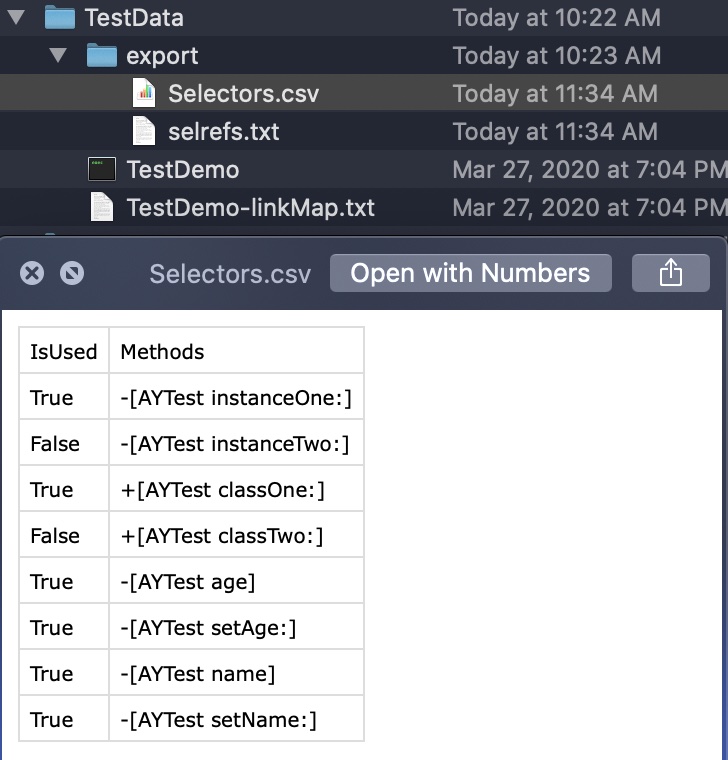 TestData Today at 10:22 AM
export Today at 10:23 AM
Selectors.csv Today at 11:34 AM
selrefs.txt Today at 11:34 AM
TestDemo Mar 27, 2020 at 7:04 PM
TestDemo-linkMap.txt Mar 27, 2020 at 7:04 PM
Selectors.csv Open with Numbers
IsUsed Methods
True -[AYTest instanceOne:]
False -[AYTest instanceTwo:]
True +[AYTest classOne:]
False +[AYTest classTwo:]
True -[AYTest age]
True -[AYTest setAge:]
True -[AYTest name]
True -[AYTest setName:]